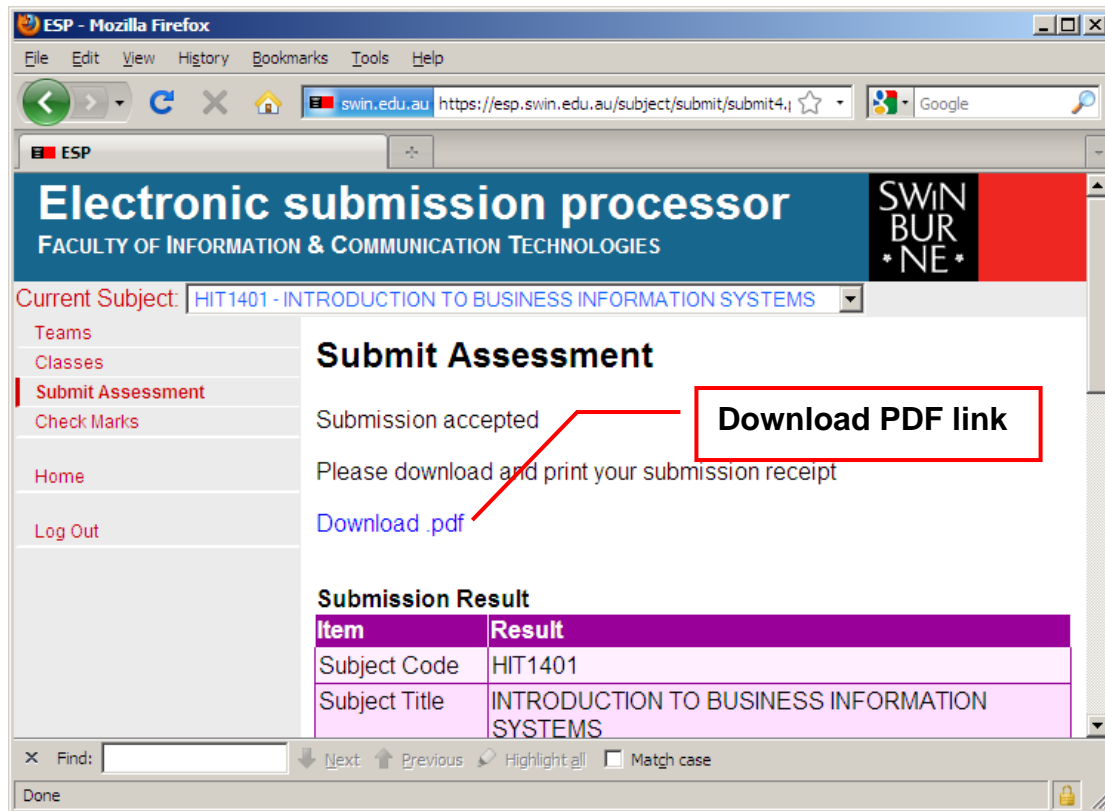 ESP - Mozilla Firefox
File Edit View History Bookmarks Tools Help
swin.edu.au https://esp.swin.edu.au/subject/submit/submit4. Google
ESP
Electronic submission processor
FACULTY OF INFORMATION & COMMUNICATION TECHNOLOGIES
SWIN
BUR
* NE *
Current Subject: HIT1401 - INTRODUCTION TO BUSINESS INFORMATION SYSTEMS
Teams
Classes
Submit Assessment
Check Marks
Home
Log Out
Submit Assessment
Submission accepted
Download PDF link
Please download and print your submission receipt
Download .pdf
Submission Result
Item Result
Subject Code HIT1401
Subject Title INTRODUCTION TO BUSINESS INFORMATION
SYSTEMS
× Find: Next Previous Highlight all Match case
Done